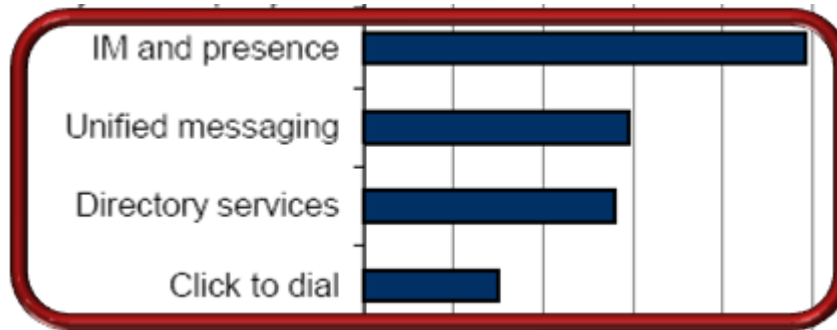 IM and presence
Unified messaging
Directory services
Click to dial